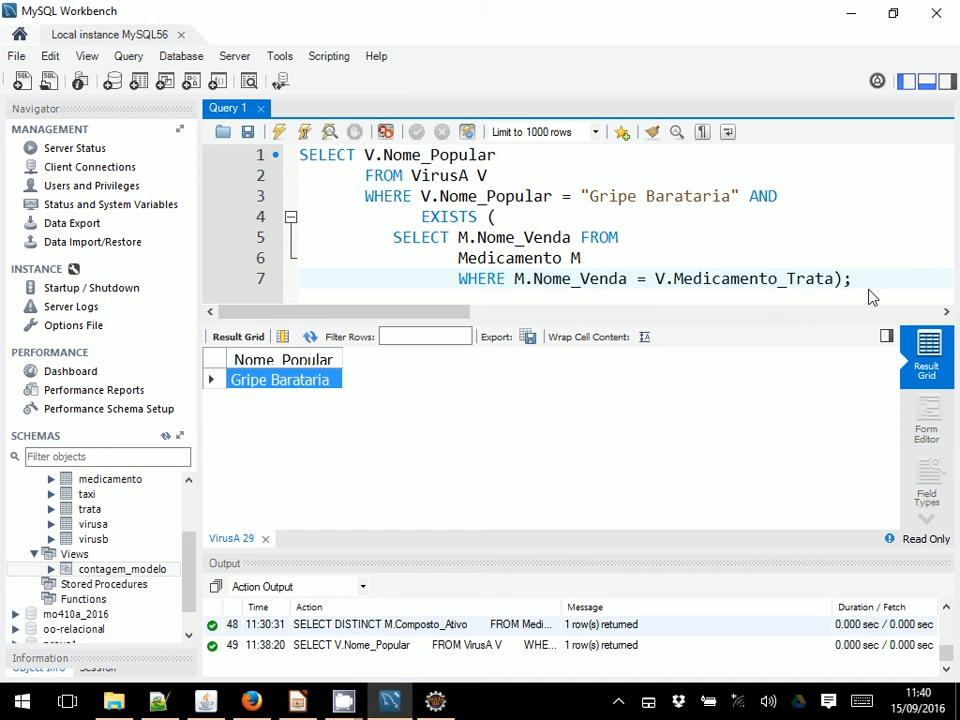 MySQL Workbench
Local instance MySQL56
File Edit View Query Database Server Tools Scripting Help
Navigator
MANAGEMENT
Server Status
Client Connections
Users and Privileges
Status and System Variables
Data Export
Data Import/Restore
INSTANCE
Startup / Shutdown
Server Logs
Options File
PERFORMANCE
Dashboard
Performance Reports
Performance Schema Setup
SCHEMAS
Filter objects
medicamento
taxi
trata
virusa
virusb
Views
contagem_modelo
Stored Procedures
Functions
mo410a_2016
oo-relacional
Information
Object Info Session
Query 1
Limit to 1000 rows
1 SELECT V.Nome_Popular
2 FROM VirusA V
3 WHERE V.Nome_Popular = "Gripe Barataria" AND
4 EXISTS (
5 SELECT M.Nome_Venda FROM
6 Medicamento M
7 WHERE M.Nome_Venda = V.Medicamento_Trata);
Result Grid Filter Rows: Export: Wrap Cell Content:
Nome_Popular
Gripe Barataria
Result Grid
Form Editor
Field Types
VirusA 29
Read Only
Output
Action Output
Time Action Message Duration / Fetch
48 11:30:31 SELECT DISTINCT M.Composto_Ativo FROM Medi... 1 row(s) returned 0.000 sec / 0.000 sec
49 11:38:20 SELECT V.Nome_Popular FROM VirusA V WHE... 1 row(s) returned 0.000 sec / 0.000 sec
11:40
15/09/2016